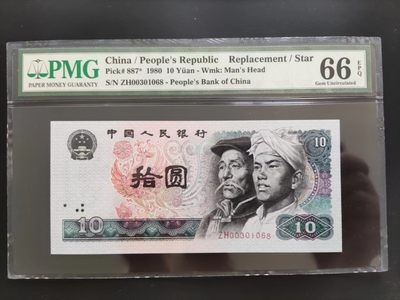 PMG
PAPER MONEY GUARANTY
China / People's Republic Replacement / Star
Pick# 887* 1980 10 Yüan - Wmk: Man's Head
S/N ZH00301068 - People's Bank of China
66 EPQ
Gem Uncirculated
中国人民银行
10
拾圆
10
10
ZH00301068